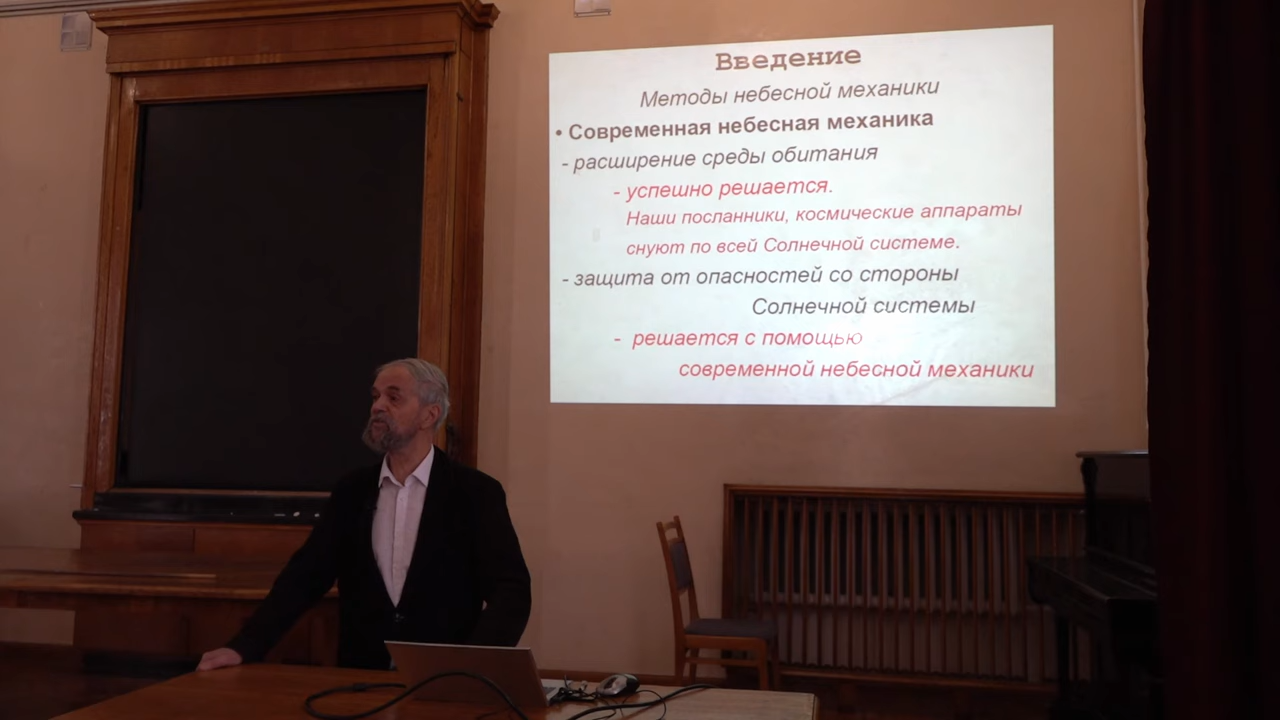 Введение
Методы небесной механики
• Современная небесная механика
- расширение среды обитания
- успешно решается.
Наши посланники, космические аппараты
снуют по всей Солнечной системе.
- защита от опасностей со стороны
Солнечной системы
- решается с помощью
современной небесной механики